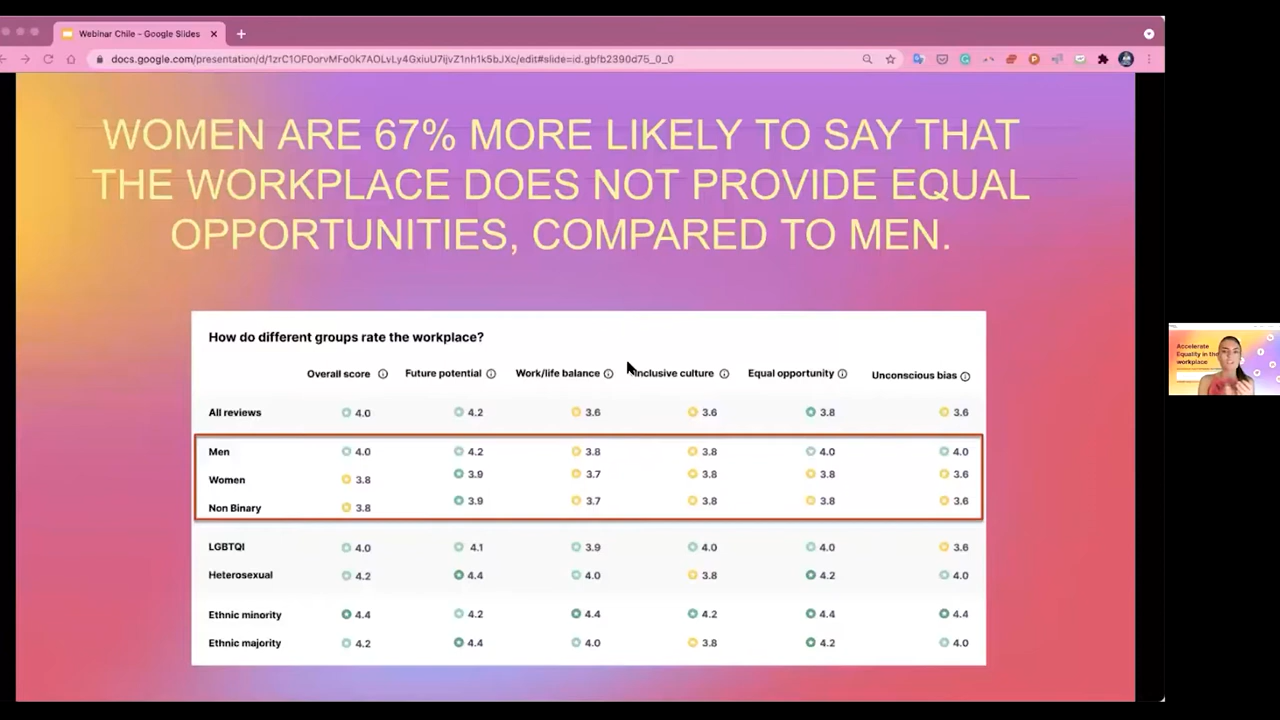 Webinar Chile – Google Slides
docs.google.com/presentation/d/1zrC1OF0orvMFo0k7AOLvLy4GxiuU7ijvZ1nh1k5bJXc/edit#slide=id.gbfb2390d75_0_0
WOMEN ARE 67% MORE LIKELY TO SAY THAT
THE WORKPLACE DOES NOT PROVIDE EQUAL
OPPORTUNITIES, COMPARED TO MEN.
How do different groups rate the workplace?
Overall score Future potential Work/life balance Inclusive culture Equal opportunity Unconscious bias
All reviews 4.0 4.2 3.6 3.6 3.8 3.6
Men 4.0 4.2 3.8 3.8 4.0 4.0
Women 3.8 3.9 3.7 3.8 3.8 3.6
Non Binary 3.8 3.9 3.7 3.8 3.8 3.6
LGBTQI 4.0 4.1 3.9 4.0 4.0 3.6
Heterosexual 4.2 4.4 4.0 3.8 4.2 4.0
Ethnic minority 4.4 4.2 4.4 4.2 4.4 4.4
Ethnic majority 4.2 4.4 4.0 3.8 4.2 4.0
Accelerate
Equality in the
workplace